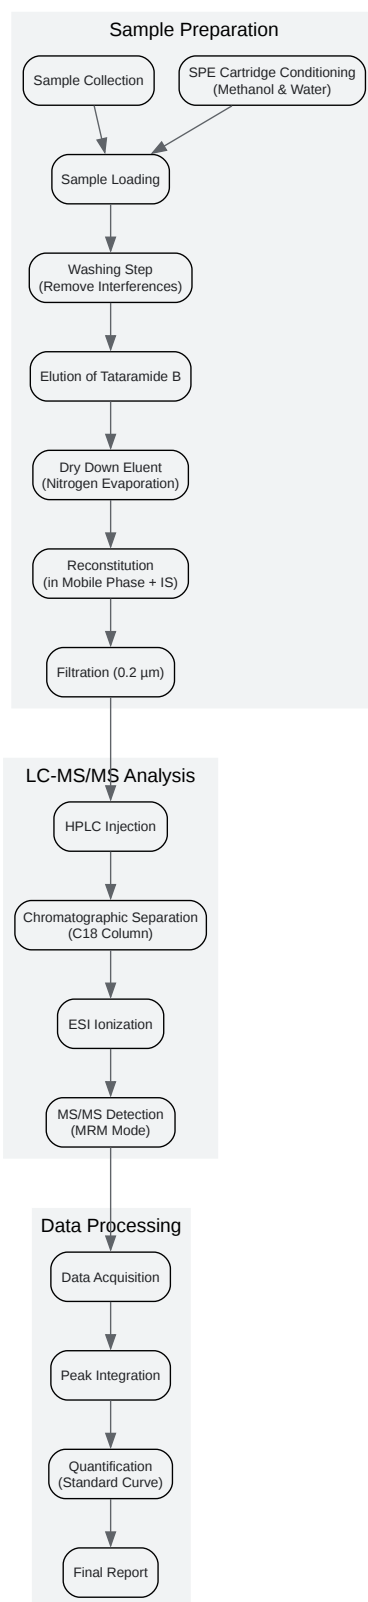 Sample Preparation
Sample Collection
SPE Cartridge Conditioning
(Methanol & Water)
Sample Loading
Washing Step
(Remove Interferences)
Elution of Tataramide B
Dry Down Eluent
(Nitrogen Evaporation)
Reconstitution
(in Mobile Phase + IS)
Filtration (0.2 µm)
LC-MS/MS Analysis
HPLC Injection
Chromatographic Separation
(C18 Column)
ESI Ionization
MS/MS Detection
(MRM Mode)
Data Processing
Data Acquisition
Peak Integration
Quantification
(Standard Curve)
Final Report